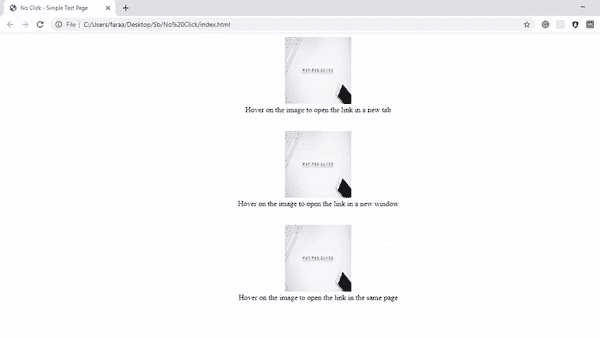 No Click - Simple Test Page
File | C:/Users/faraa/Desktop/Sb/No%20Click/index.html
PAY PER CLICK
Hover on the image to open the link in a new tab
PAY PER CLICK
Hover on the image to open the link in a new window
PAY PER CLICK
Hover on the image to open the link in the same page